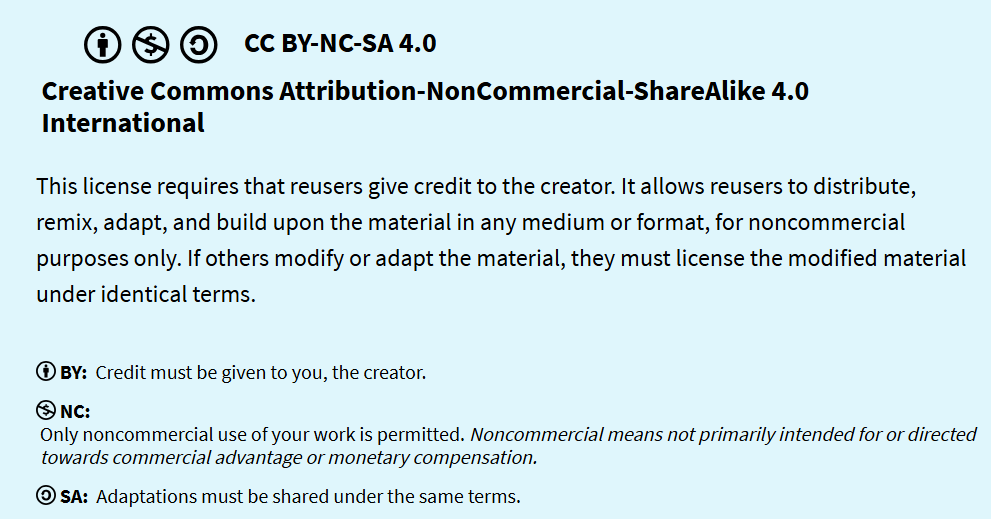 CC BY-NC-SA 4.0
Creative Commons Attribution-NonCommercial-ShareAlike 4.0
International
This license requires that reusers give credit to the creator. It allows reusers to distribute,
remix, adapt, and build upon the material in any medium or format, for noncommercial
purposes only. If others modify or adapt the material, they must license the modified material
under identical terms.
BY: Credit must be given to you, the creator.
NC:
Only noncommercial use of your work is permitted. Noncommercial means not primarily intended for or directed
towards commercial advantage or monetary compensation.
SA: Adaptations must be shared under the same terms.